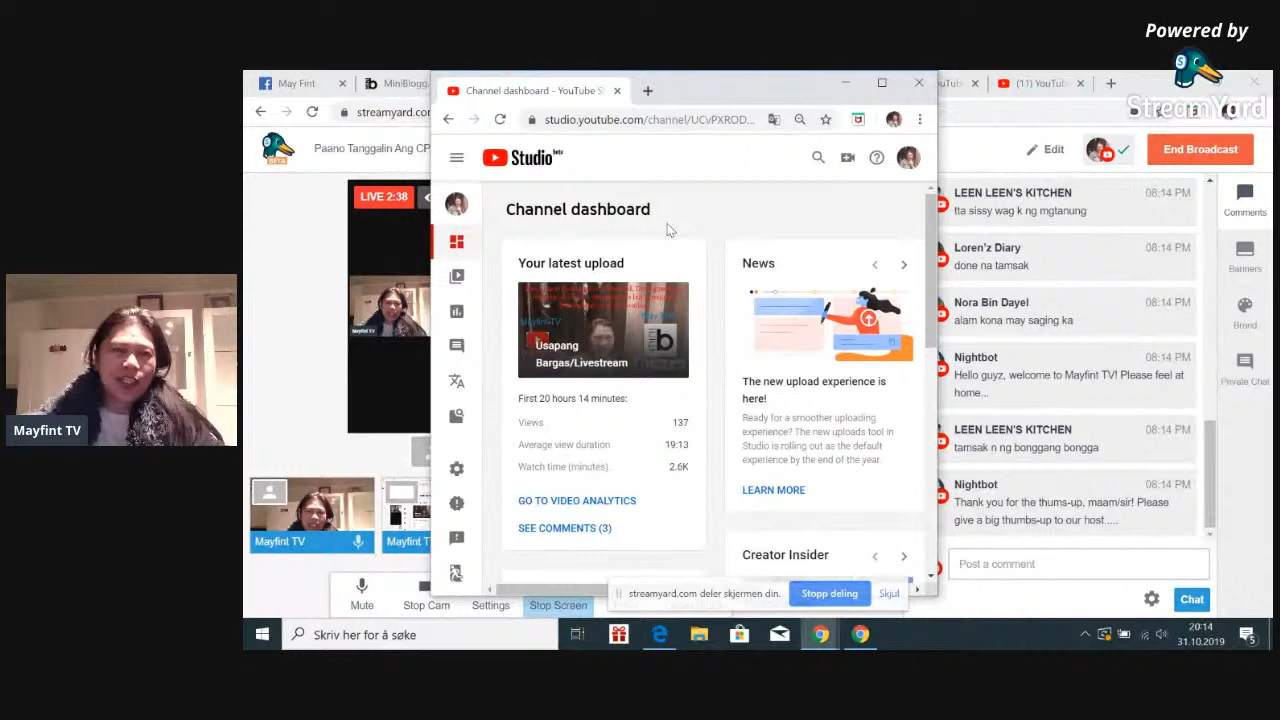 Powered by
StreamYard
May Fint
MiniBlogg
Channel dashboard - YouTube S
(11) YouTub
streamyard.cor
studio.youtube.com/channel/UCvPXROD...
BETA
Paano Tanggalin Ang CP
Studio beta
Edit
End Broadcast
LIVE 2:38
Channel dashboard
Your latest upload
Usapang
Bargas/Livestream
First 20 hours 14 minutes:
Views 137
Average view duration 19:13
Watch time (minutes) 2.6K
GO TO VIDEO ANALYTICS
SEE COMMENTS (3)
News
The new upload experience is
here!
Ready for a smoother uploading
experience? The new uploads tool in
Studio is rolling out as the default
experience by the end of the year.
LEARN MORE
Creator Insider
LEEN LEEN'S KITCHEN 08:14 PM
tta sissy wag k ng mgtanung
Loren'z Diary 08:14 PM
done na tamsak
Nora Bin Dayel 08:14 PM
alam kona may saging ka
Nightbot 08:14 PM
Hello guyz, welcome to Mayfint TV! Please feel at
home...
LEEN LEEN'S KITCHEN 08:14 PM
tamsak n ng bonggang bongga
Nightbot 08:14 PM
Thank you for the thums-up, maam/sir! Please
give a big thumbs-up to our host.....
Post a comment
Chat
Comments
Banners
Brand
Private Chat
Mayfint TV
Mayfint TV
Mayfint TV
Mayfint T
Mute
Stop Cam
Settings
Stop Screen
streamyard.com deler skjermen din.
Stopp deling
Skjul
Skriv her for å søke
20:14
31.10.2019
5